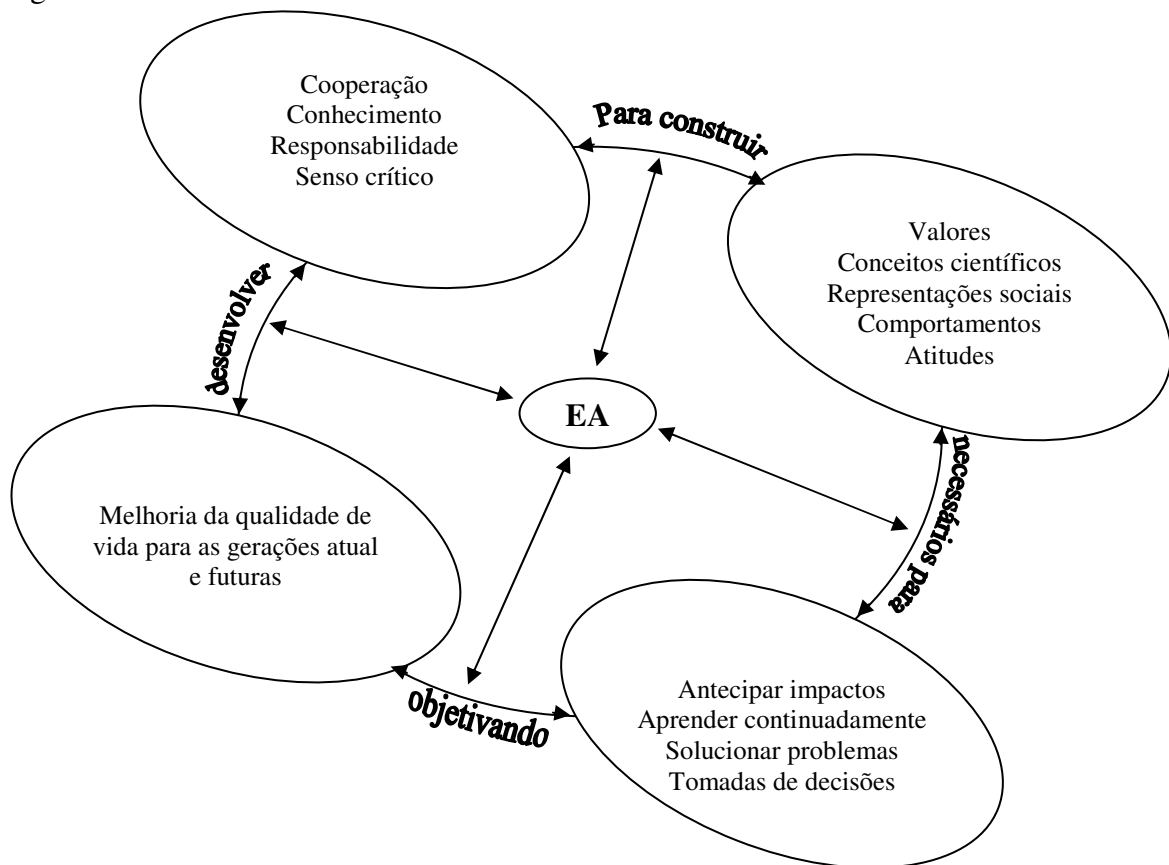 Cooperação
Conhecimento
Responsabilidade
Senso crítico
Para construir
Valores
Conceitos científicos
Representações sociais
Comportamentos
Atitudes
desenvolver
EA
necessários para
Melhoria da qualidade de
vida para as gerações atual
e futuras
objetivando
Antecipar impactos
Aprender continuadamente
Solucionar problemas
Tomadas de decisões